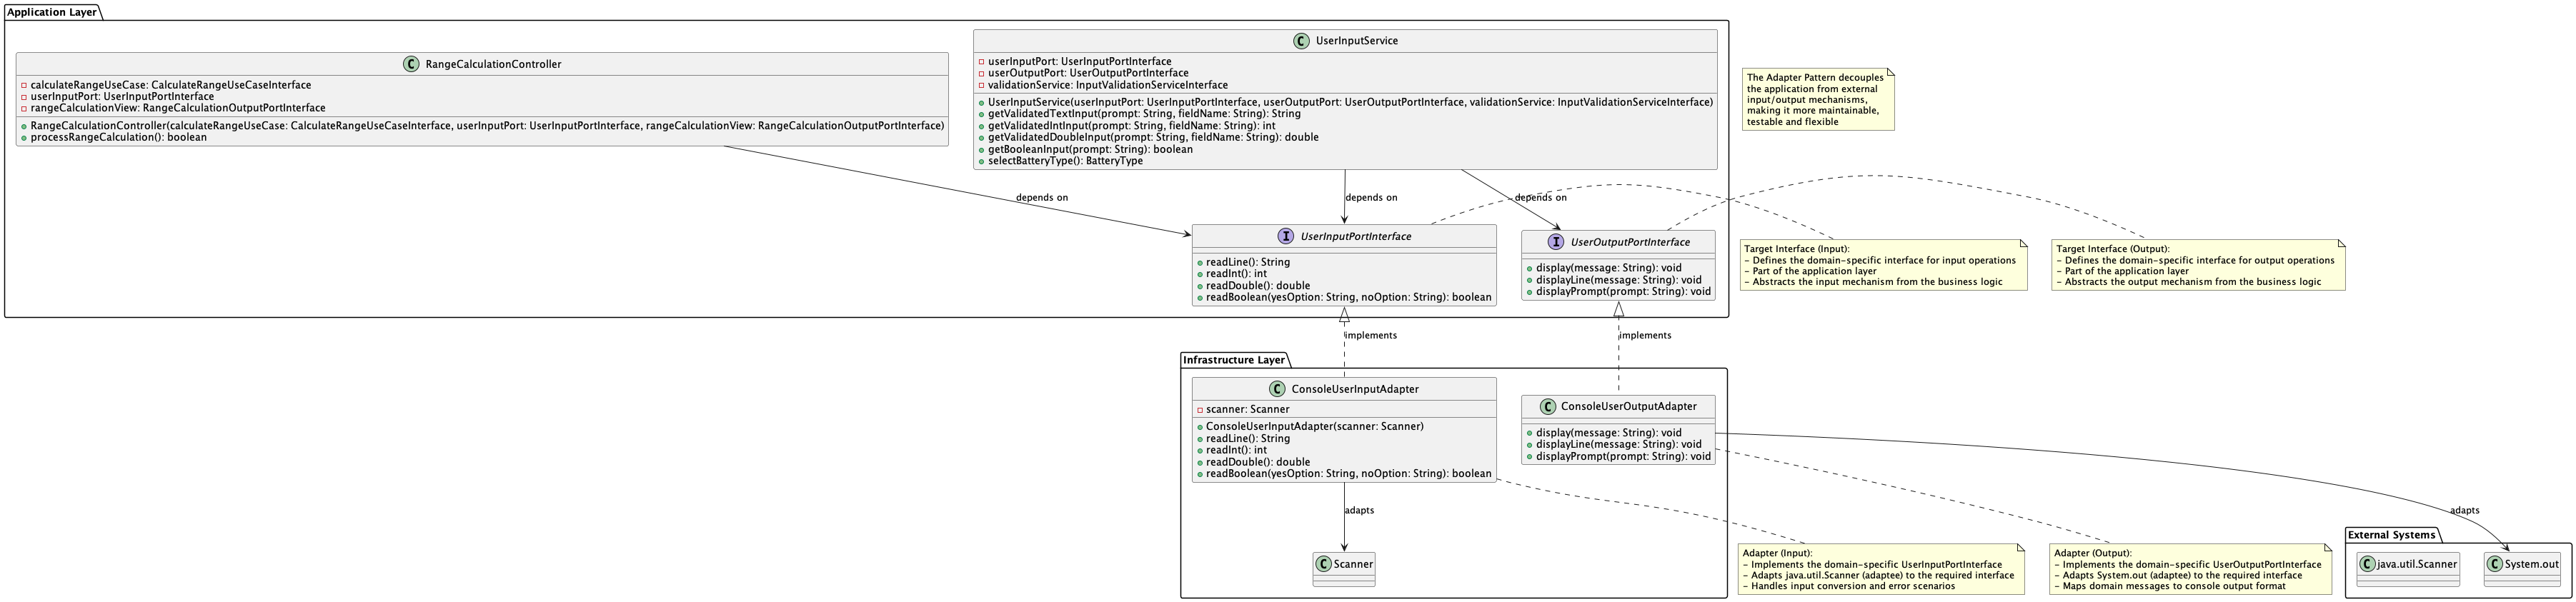 Application Layer
C RangeCalculationController
calculateRangeUseCase: CalculateRangeUseCaseInterface
userInputPort: UserInputPortInterface
rangeCalculationView: RangeCalculationOutputPortInterface
RangeCalculationController(calculateRangeUseCase: CalculateRangeUseCaseInterface, userInputPort: UserInputPortInterface, rangeCalculationView: RangeCalculationOutputPortInterface)
processRangeCalculation(): boolean
C UserInputService
userInputPort: UserInputPortInterface
userOutputPort: UserOutputPortInterface
validationService: InputValidationServiceInterface
UserInputService(userInputPort: UserInputPortInterface, userOutputPort: UserOutputPortInterface, validationService: InputValidationServiceInterface)
getValidatedTextInput(prompt: String, fieldName: String): String
getValidatedIntInput(prompt: String, fieldName: String): int
getValidatedDoubleInput(prompt: String, fieldName: String): double
getBooleanInput(prompt: String): boolean
selectBatteryType(): BatteryType
The Adapter Pattern decouples
the application from external
input/output mechanisms,
making it more maintainable,
testable and flexible
depends on
depends on
depends on
I UserInputPortInterface
readLine(): String
readInt(): int
readDouble(): double
readBoolean(yesOption: String, noOption: String): boolean
I UserOutputPortInterface
display(message: String): void
displayLine(message: String): void
displayPrompt(prompt: String): void
Target Interface (Input):
- Defines the domain-specific interface for input operations
- Part of the application layer
- Abstracts the input mechanism from the business logic
Target Interface (Output):
- Defines the domain-specific interface for output operations
- Part of the application layer
- Abstracts the output mechanism from the business logic
implements
implements
Infrastructure Layer
C ConsoleUserInputAdapter
scanner: Scanner
ConsoleUserInputAdapter(scanner: Scanner)
readLine(): String
readInt(): int
readDouble(): double
readBoolean(yesOption: String, noOption: String): boolean
C ConsoleUserOutputAdapter
display(message: String): void
displayLine(message: String): void
displayPrompt(prompt: String): void
adapts
adapts
C Scanner
Adapter (Input):
- Implements the domain-specific UserInputPortInterface
- Adapts java.util.Scanner (adaptee) to the required interface
- Handles input conversion and error scenarios
Adapter (Output):
- Implements the domain-specific UserOutputPortInterface
- Adapts System.out (adaptee) to the required interface
- Maps domain messages to console output format
External Systems
C java.util.Scanner
C System.out